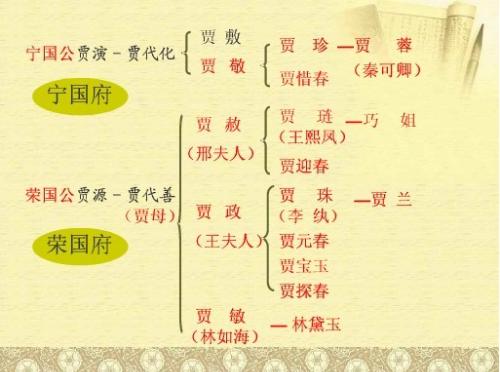 贾 敷
贾 珍 — 贾 蓉
宁国公贾演 - 贾代化
贾 敬
(秦可卿)
贾惜春
宁国府
贾 琏 — 巧 姐
贾 赦
(王熙凤)
(邢夫人)
贾迎春
荣国公贾源 - 贾代善
贾 珠 — 贾 兰
(贾母)
贾 政
(李 纨)
(王夫人)
贾元春
荣国府
贾宝玉
贾探春
贾 敏
— 林黛玉
(林如海)